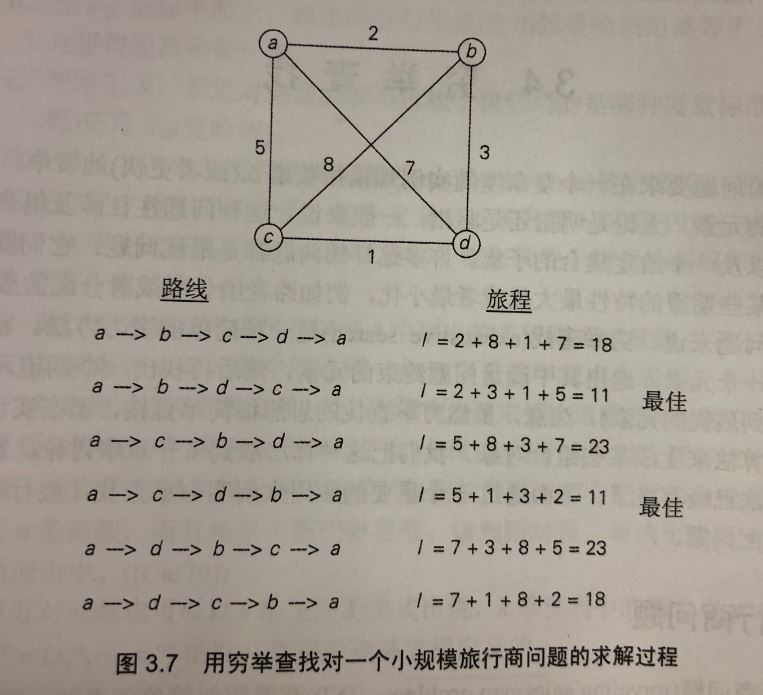 2
a
b
5
8
7
3
c
d
1
路线 旅程
a —> b —> c —> d —> a l = 2 + 8 + 1 + 7 = 18
a —> b —> d —> c —> a l = 2 + 3 + 1 + 5 = 11 最佳
a —> c —> b —> d —> a l = 5 + 8 + 3 + 7 = 23
a —> c —> d —> b —> a l = 5 + 1 + 3 + 2 = 11 最佳
a —> d —> b —> c —> a l = 7 + 3 + 8 + 5 = 23
a —> d —> c —> b —> a l = 7 + 1 + 8 + 2 = 18
图 3.7 用穷举查找对一个小规模旅行商问题的求解过程